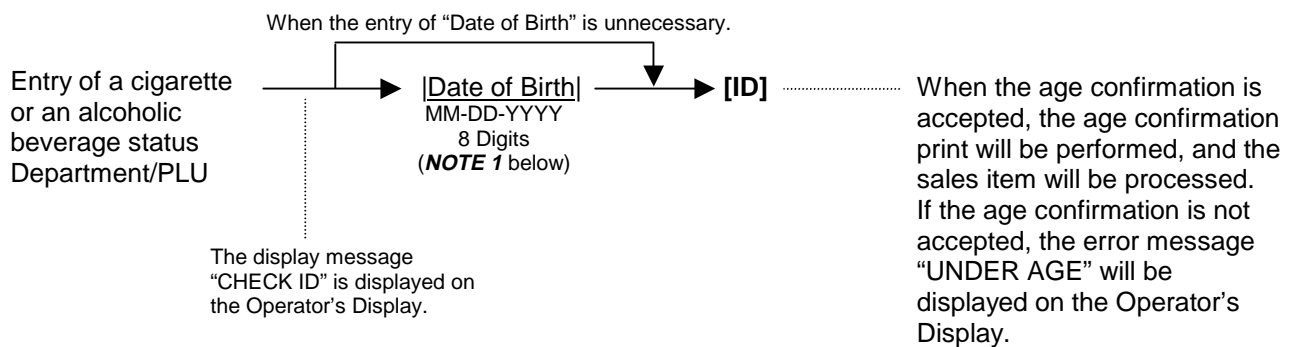 When the entry of “Date of Birth” is unnecessary.
Entry of a cigarette
or an alcoholic
beverage status
Department/PLU
|Date of Birth|
MM-DD-YYYY
8 Digits
(NOTE 1 below)
[ID]
When the age confirmation is
accepted, the age confirmation
print will be performed, and the
sales item will be processed.
If the age confirmation is not
accepted, the error message
“UNDER AGE” will be
displayed on the Operator’s
Display.
The display message
“CHECK ID” is displayed on
the Operator’s Display.